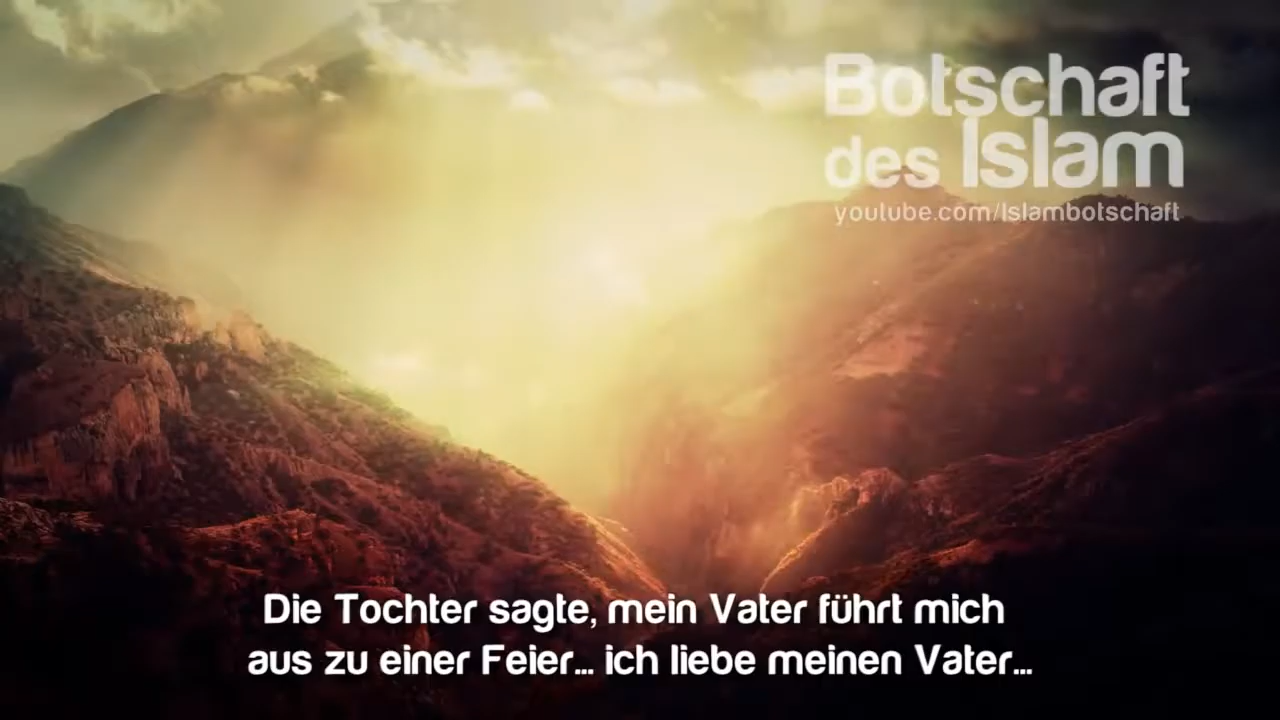 Botschaft
des Islam
youtube.com/Islambotschaft
Die Tochter sagte, mein Vater führt mich
aus zu einer Feier... ich liebe meinen Vater...